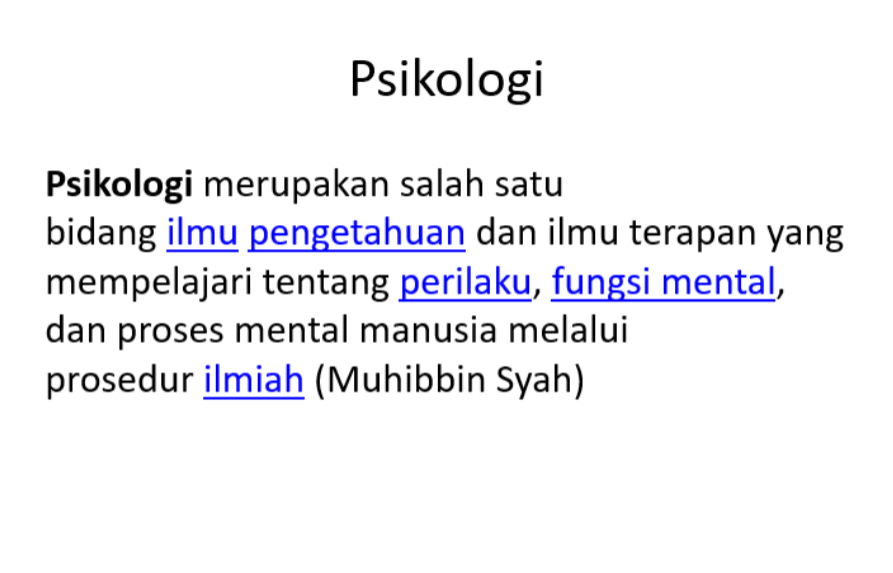 Psikologi
Psikologi merupakan salah satu
bidang ilmu pengetahuan dan ilmu terapan yang
mempelajari tentang perilaku, fungsi mental,
dan proses mental manusia melalui
prosedur ilmiah (Muhibbin Syah)